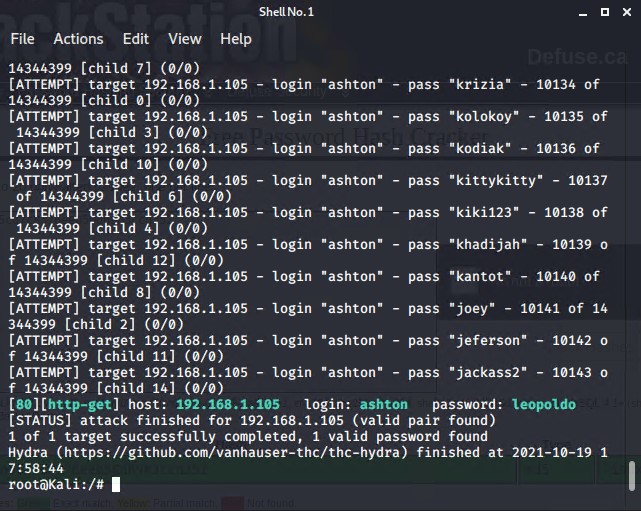 Shell No.1
File Actions Edit View Help
14344399 [child 7] (0/0)
[ATTEMPT] target 192.168.1.105 - login "ashton" - pass "krizia" - 10134 of
14344399 [child 0] (0/0)
[ATTEMPT] target 192.168.1.105 - login "ashton" - pass "kolokoy" - 10135 of
14344399 [child 3] (0/0)
[ATTEMPT] target 192.168.1.105 - login "ashton" - pass "kodiak" - 10136 of
14344399 [child 10] (0/0)
[ATTEMPT] target 192.168.1.105 - login "ashton" - pass "kittykitty" - 10137
of 14344399 [child 6] (0/0)
[ATTEMPT] target 192.168.1.105 - login "ashton" - pass "kiki123" - 10138 of
14344399 [child 4] (0/0)
[ATTEMPT] target 192.168.1.105 - login "ashton" - pass "khadijah" - 10139 o
f 14344399 [child 12] (0/0)
[ATTEMPT] target 192.168.1.105 - login "ashton" - pass "kantot" - 10140 of
14344399 [child 8] (0/0)
[ATTEMPT] target 192.168.1.105 - login "ashton" - pass "joey" - 10141 of 14
344399 [child 2] (0/0)
[ATTEMPT] target 192.168.1.105 - login "ashton" - pass "jeferson" - 10142 o
f 14344399 [child 11] (0/0)
[ATTEMPT] target 192.168.1.105 - login "ashton" - pass "jackass2" - 10143 o
f 14344399 [child 14] (0/0)
[80][http-get] host: 192.168.1.105 login: ashton password: leopoldo
[STATUS] attack finished for 192.168.1.105 (valid pair found)
1 of 1 target successfully completed, 1 valid password found
Hydra (https://github.com/vanhauser-thc/thc-hydra) finished at 2021-10-19 1
7:58:44
root@Kali:/#
Defuse.ca
Password Hash Cracker